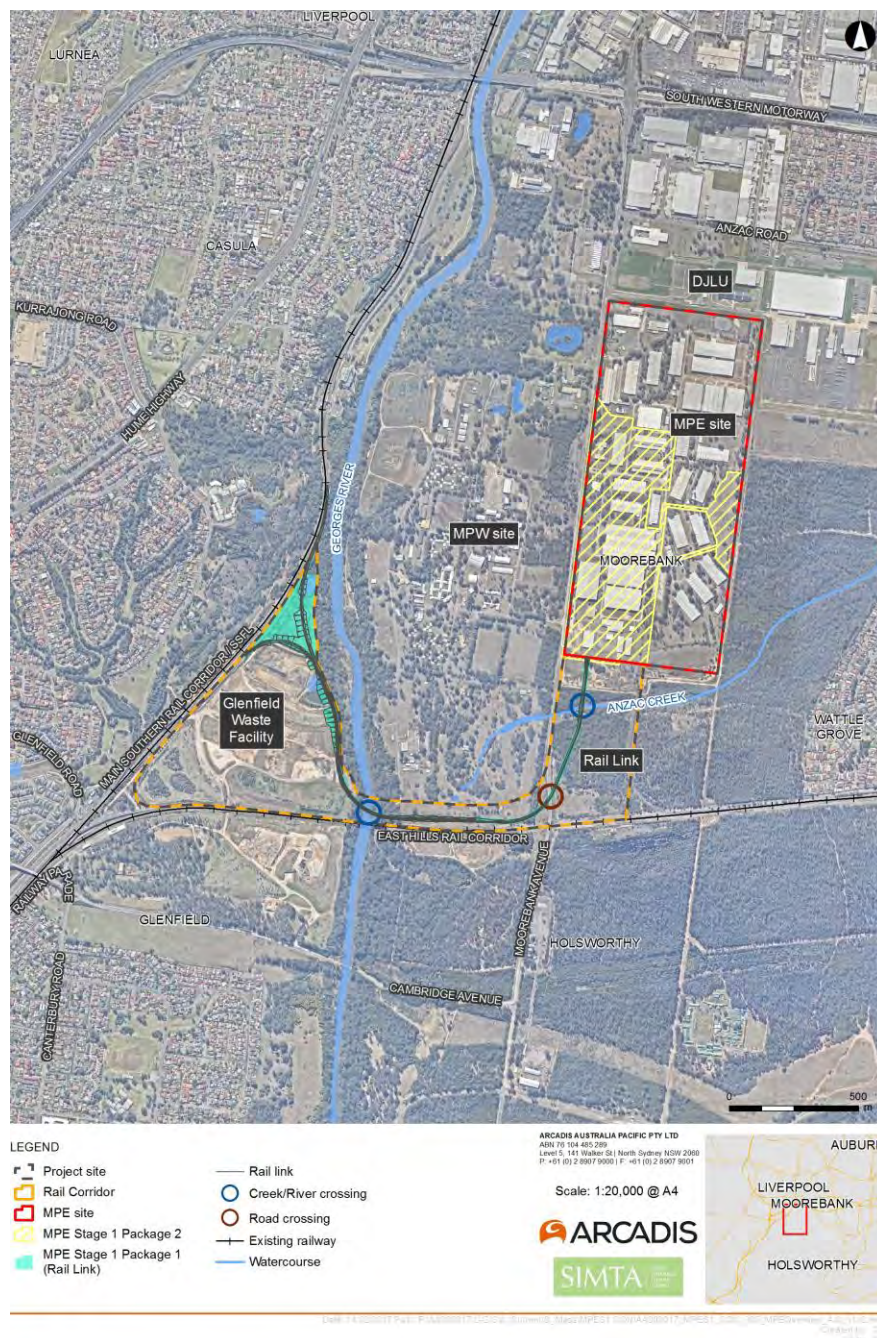 LIVERPOOL
LURNEA
SOUTH WESTERN MOTORWAY
ANZAC ROAD
CASULA
DJLU
KURRAJONG ROAD
HUME HIGHWAY
MPE site
GEORGES RIVER
MPW site
MOOREBANK
MAIN SOUTHERN RAIL CORRIDOR / SSFL
Glenfield
Waste
Facility
ANZAC CREEK
WATTLE
GROVE
GLENFIELD ROAD
Rail Link
EAST HILLS RAIL CORRIDOR
RAILWAY PA
RADE
MOOREBANK AVENUE
GLENFIELD
HOLSWORTHY
CANTERBURY ROAD
CAMBRIDGE AVENUE
0 500
m
LEGEND
Project site
Rail Corridor
MPE site
MPE Stage 1 Package 2
MPE Stage 1 Package 1
(Rail Link)
Rail link
Creek/River crossing
Road crossing
Existing railway
Watercourse
ARCADIS AUSTRALIA PACIFIC PTY LTD
ABN 76 104 485 289
Level 5, 141 Walker St | North Sydney NSW 2060
P: +61 (0) 2 8907 9000 | F: +61 (0) 2 8907 9001
Scale: 1:20,000 @ A4
ARCADIS
SIMTA
AUBURN
LIVERPOOL
MOOREBANK
HOLSWORTHY